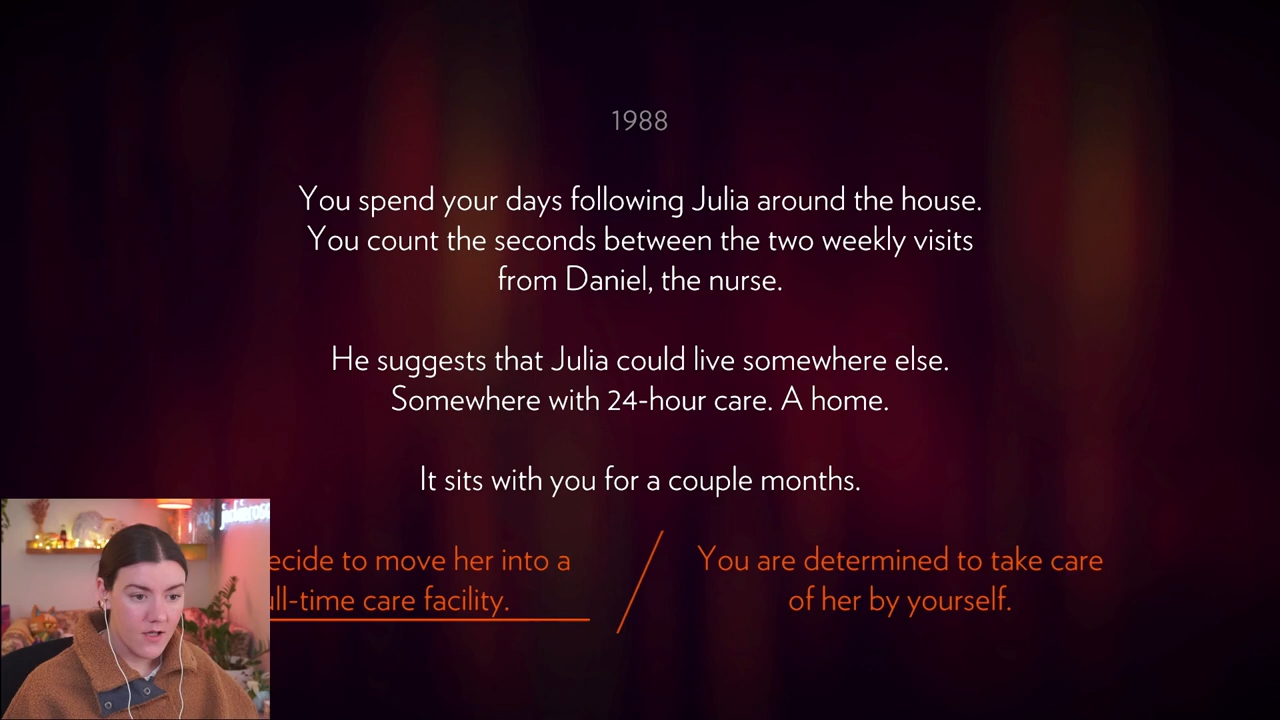 1988
You spend your days following Julia around the house.
You count the seconds between the two weekly visits
from Daniel, the nurse.
He suggests that Julia could live somewhere else.
Somewhere with 24-hour care. A home.
It sits with you for a couple months.
ecide to move her into a
ll-time care facility.
You are determined to take care
of her by yourself.